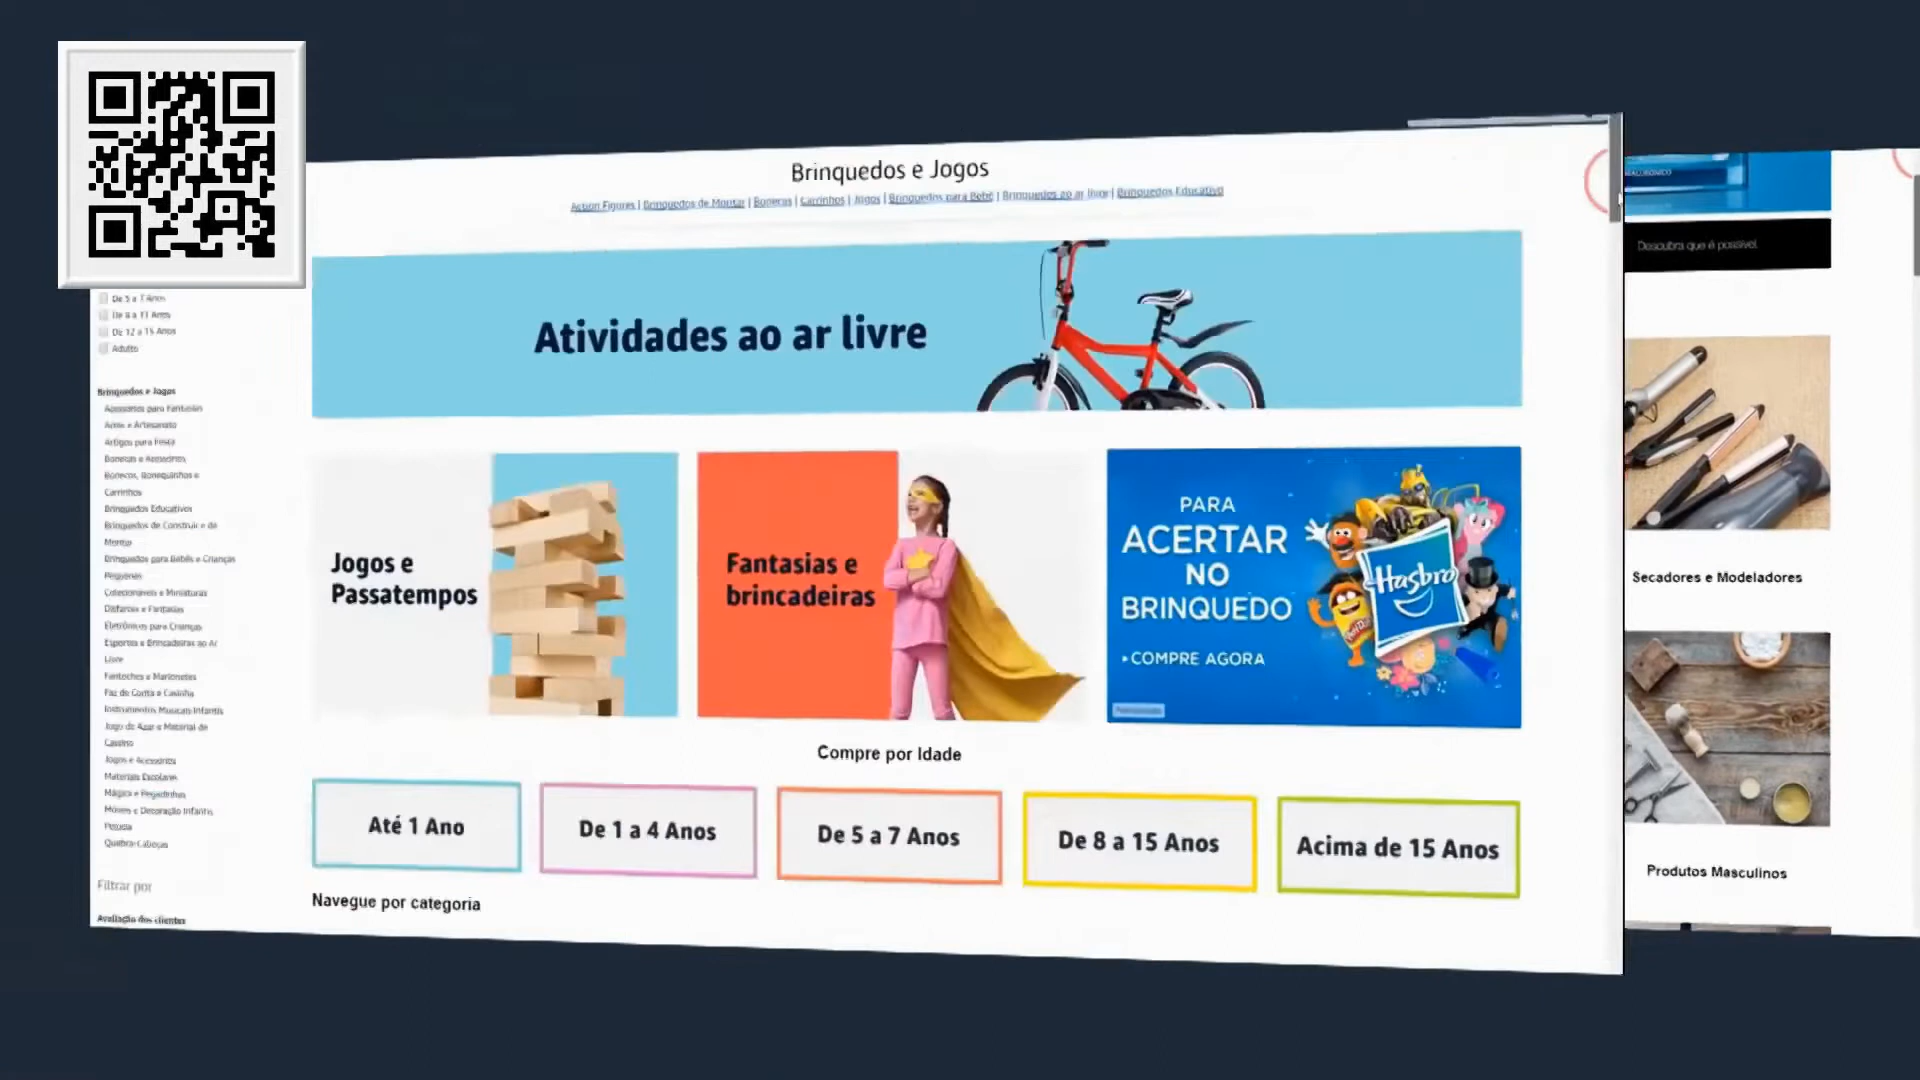 Brinquedos e Jogos
Action Figures | Brinquedos de Montar | Bonecas | Carrinhos | Jogos | Brinquedos para Bebê | Brinquedos ao ar livre | Brinquedos Educativo
De 5 a 7 Anos
De 8 a 11 Anos
De 12 a 15 Anos
Adulto
Brinquedos e Jogos
Acessórios para Fantasias
Artes e Artesanato
Artigos para Festa
Bonecas e Acessórios
Bonecos, Bonequinhos e
Carrinhos
Brinquedos Educativos
Brinquedos de Construir e de
Montar
Brinquedos para Bebês e Crianças
Pequenas
Colecionáveis e Miniaturas
Disfarces e Fantasias
Eletrônicos para Crianças
Esportes e Brincadeiras ao Ar
Livre
Fantoches e Marionetes
Faz de Conta e Casinha
Instrumentos Musicais Infantis
Jogo de Azar e Material de
Cassino
Jogos e Acessórios
Materiais Escolares
Mágica e Pegadinhas
Móveis e Decoração Infantis
Pelúcia
Quebra-Cabeças
Filtrar por
Avaliação dos clientes
Atividades ao ar livre
Jogos e
Passatempos
Fantasias e
brincadeiras
PARA
ACERTAR
NO
BRINQUEDO
COMPRE AGORA
Hasbro
Compre por Idade
Até 1 Ano
De 1 a 4 Anos
De 5 a 7 Anos
De 8 a 15 Anos
Acima de 15 Anos
Navegue por categoria
Descubra que é possível
Secadores e Modeladores
Produtos Masculinos